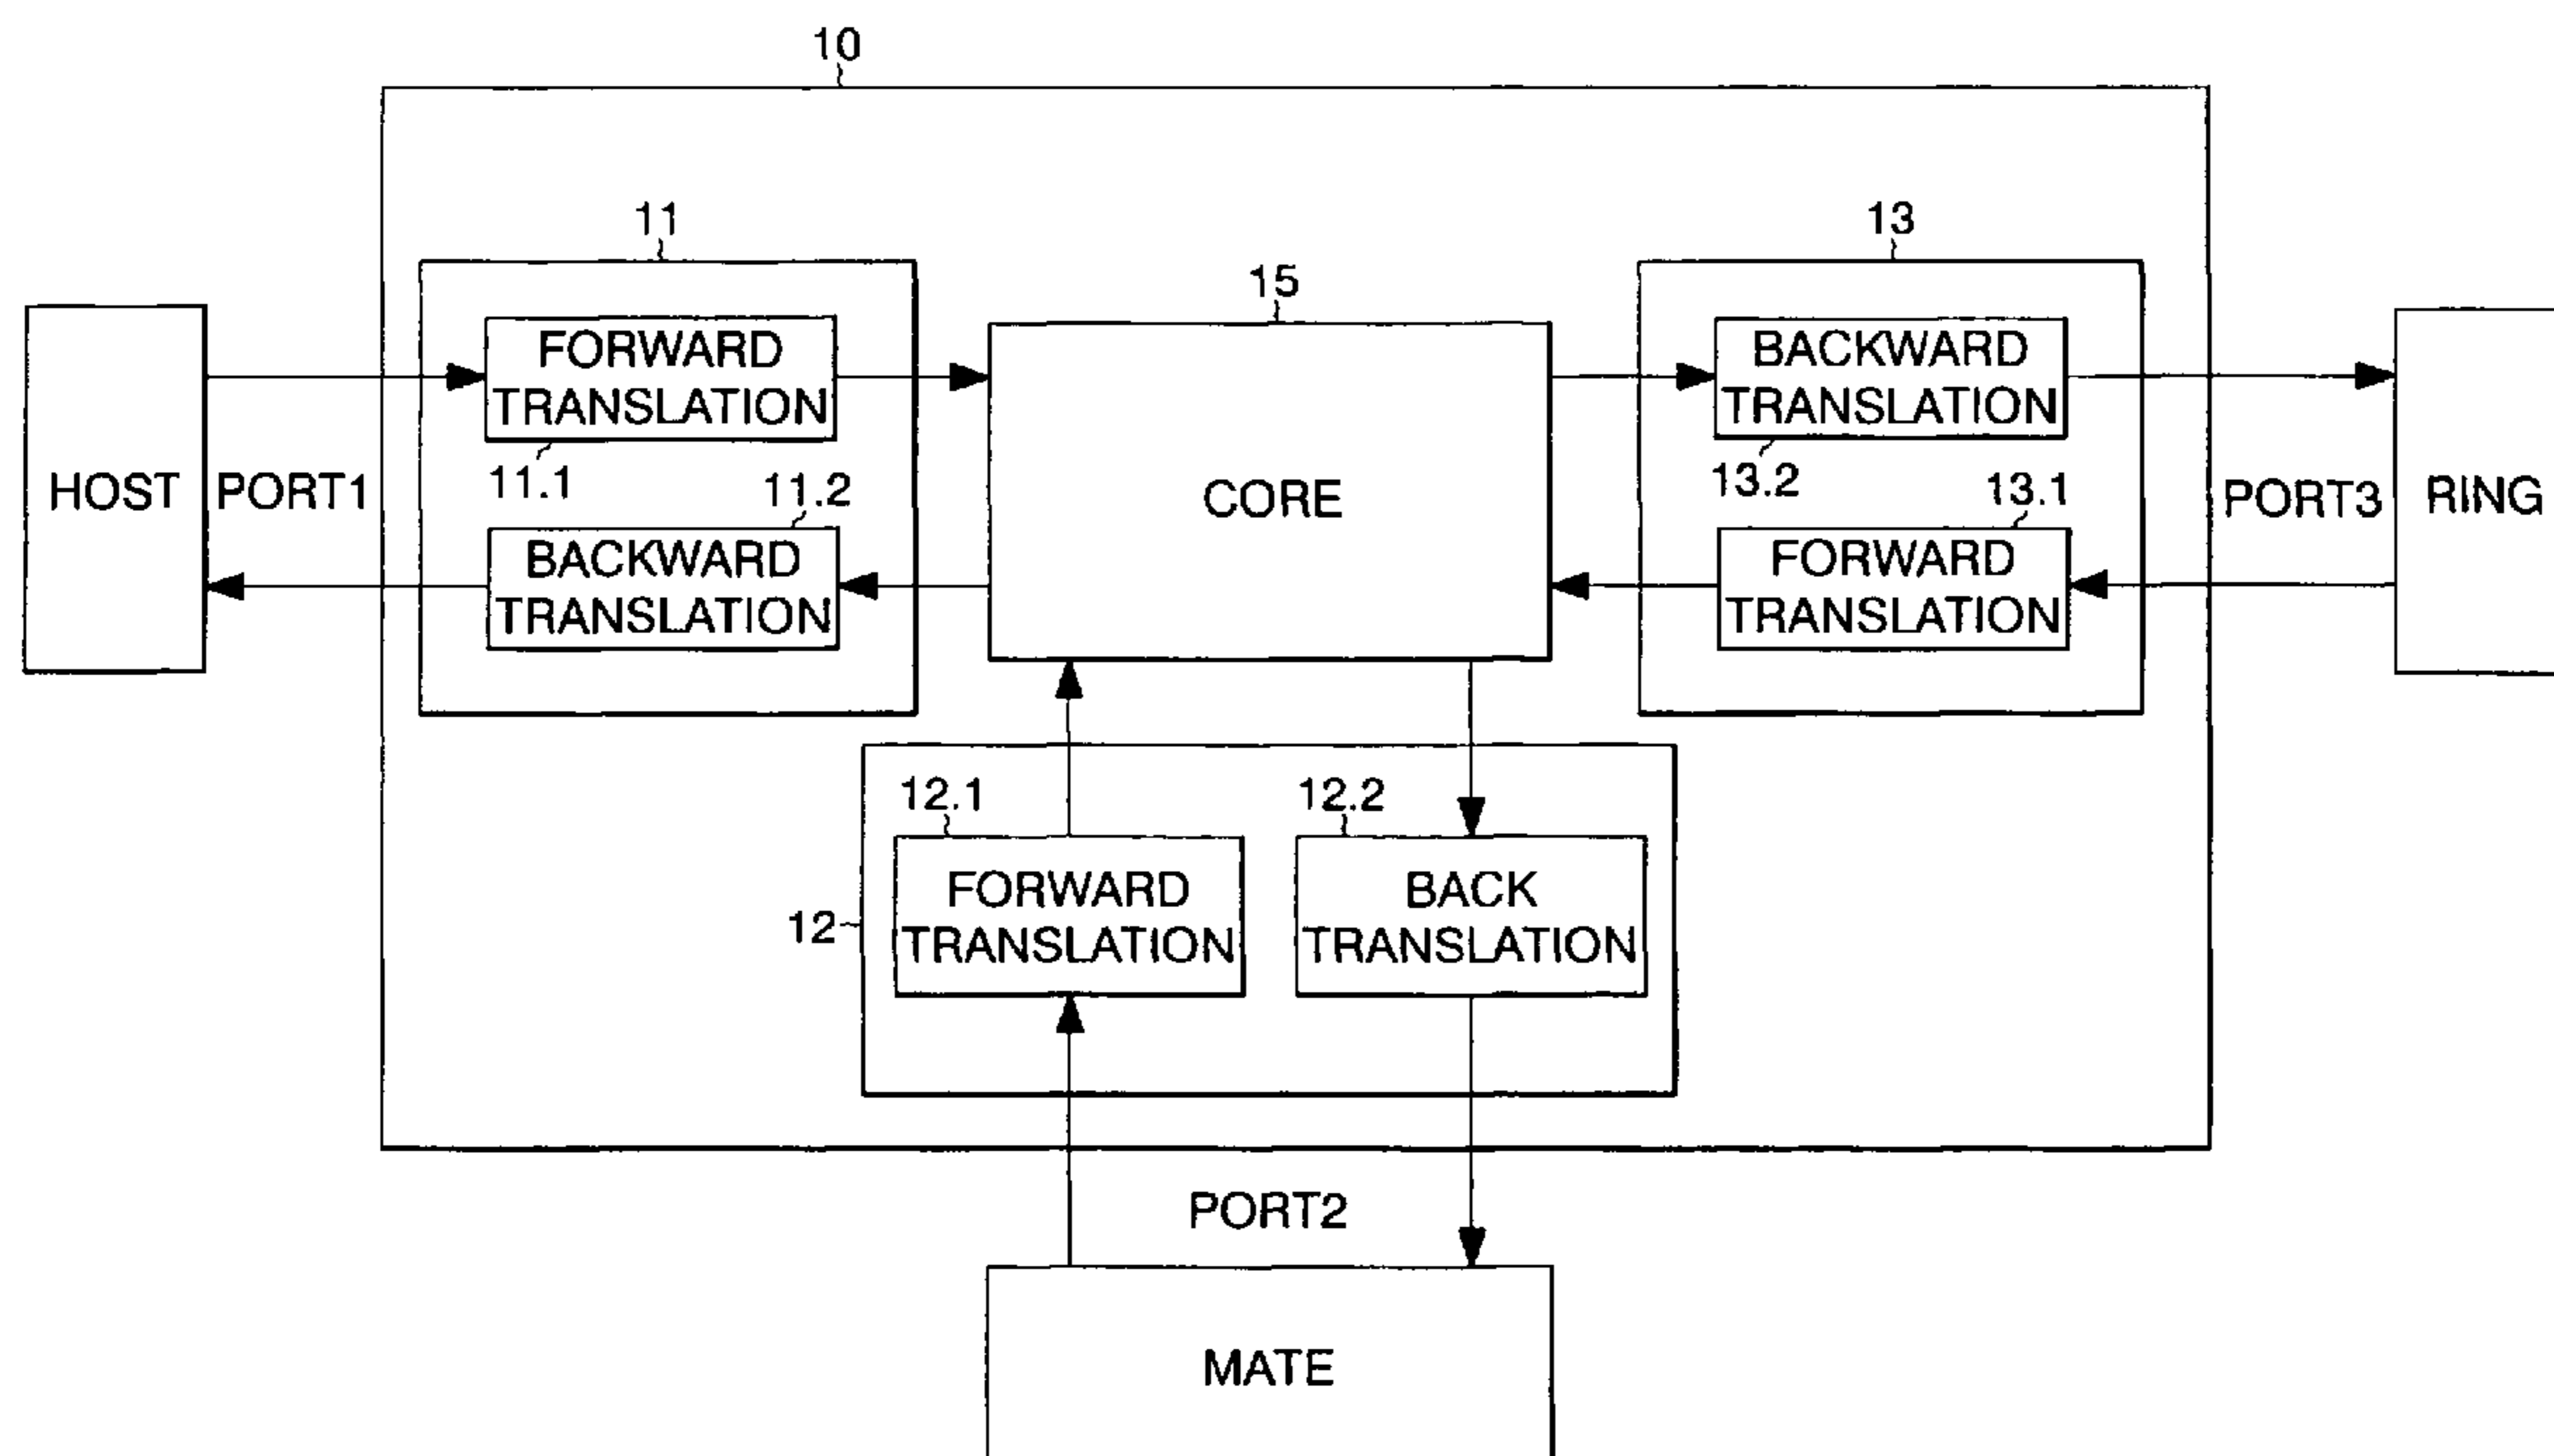 10
11
13
15
FORWARD
TRANSLATION
11.1
BACKWARD
TRANSLATION
13.2
HOST
PORT1
11.2
BACKWARD
TRANSLATION
CORE
13.1
FORWARD
TRANSLATION
PORT3
RING
12.1
12.2
12
FORWARD
TRANSLATION
BACK
TRANSLATION
PORT2
MATE